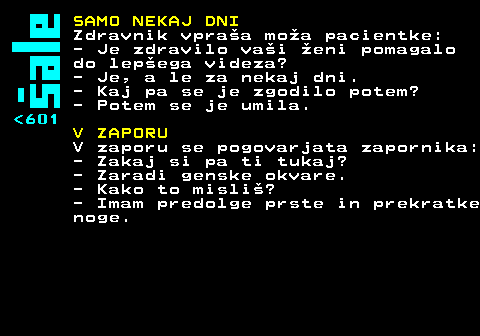 Šale
<601
SAMO NEKAJ DNI
Zdravnik vpraša moža pacientke:
- Je zdravilo vaši ženi pomagalo
do lepšega videza?
- Je, a le za nekaj dni.
- Kaj pa se je zgodilo potem?
- Potem se je umila.
V ZAPORU
V zaporu se pogovarjata zapornika:
- Zakaj si pa ti tukaj?
- Zaradi genske okvare.
- Kako to misliš?
- Imam predolge prste in prekratke
noge.